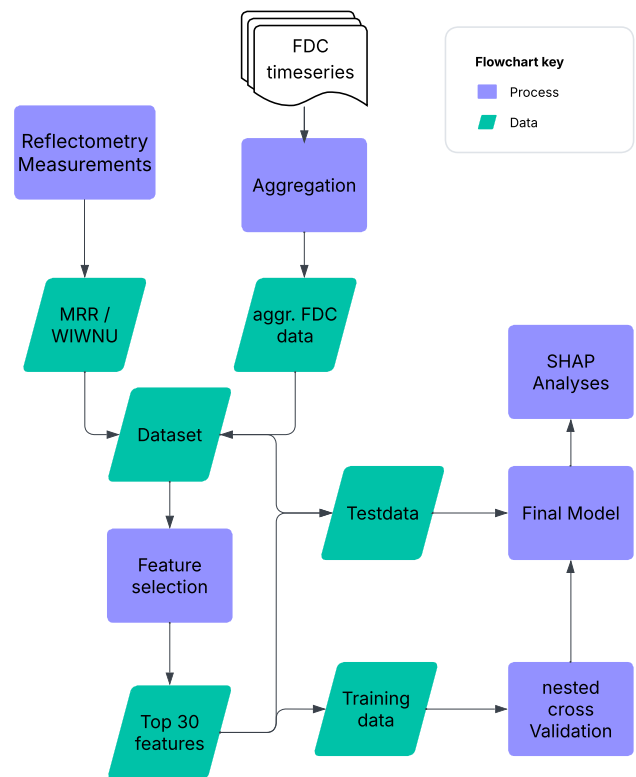 FDC
timeseries
Flowchart key
Process
Data
Reflectometry
Measurements
Aggregation
MRR /
WIWNU
aggr. FDC
data
SHAP
Analyses
Dataset
Testdata
Final Model
Feature
selection
Top 30
features
Training
data
nested
cross
Validation